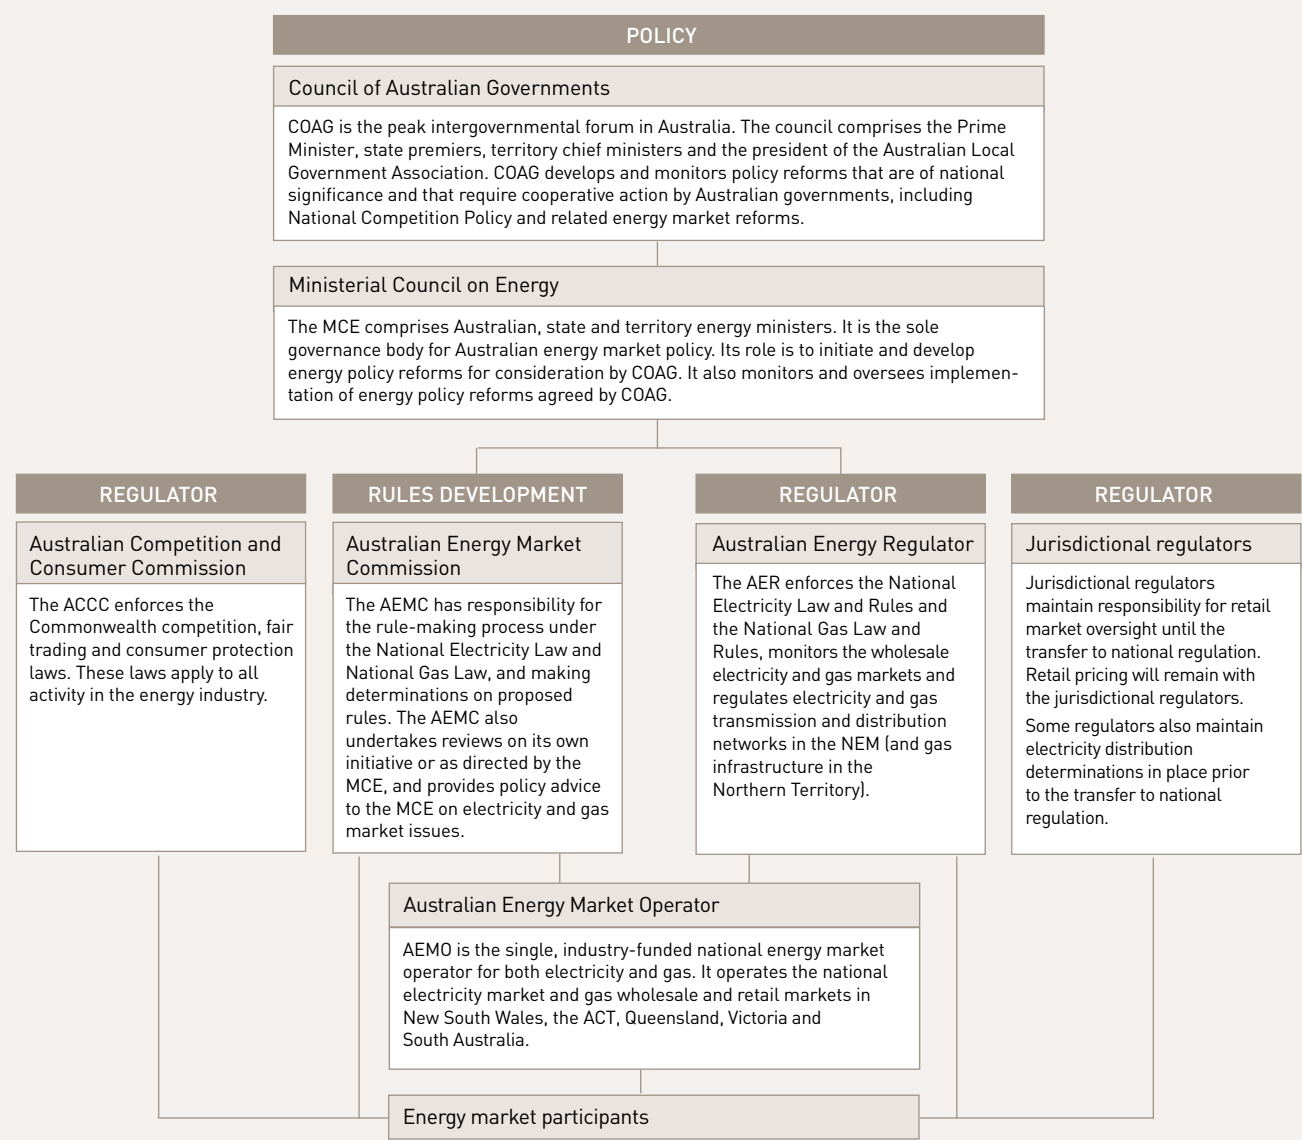 POLICY
Council of Australian Governments
COAG is the peak intergovernmental forum in Australia. The council comprises the Prime
Minister, state premiers, territory chief ministers and the president of the Australian Local
Government Association. COAG develops and monitors policy reforms that are of national
significance and that require cooperative action by Australian governments, including
National Competition Policy and related energy market reforms.
Ministerial Council on Energy
The MCE comprises Australian, state and territory energy ministers. It is the sole
governance body for Australian energy market policy. Its role is to initiate and develop
energy policy reforms for consideration by COAG. It also monitors and oversees implemen-
tation of energy policy reforms agreed by COAG.
REGULATOR
Australian Competition and
Consumer Commission
The ACCC enforces the
Commonwealth competition, fair
trading and consumer protection
laws. These laws apply to all
activity in the energy industry.
RULES DEVELOPMENT
Australian Energy Market
Commission
The AEMC has responsibility for
the rule-making process under
the National Electricity Law and
National Gas Law, and making
determinations on proposed
rules. The AEMC also
undertakes reviews on its own
initiative or as directed by the
MCE, and provides policy advice
to the MCE on electricity and gas
market issues.
REGULATOR
Australian Energy Regulator
The AER enforces the National
Electricity Law and Rules and
the National Gas Law and
Rules, monitors the wholesale
electricity and gas markets and
regulates electricity and gas
transmission and distribution
networks in the NEM (and gas
infrastructure in the
Northern Territory).
REGULATOR
Jurisdictional regulators
Jurisdictional regulators
maintain responsibility for retail
market oversight until the
transfer to national regulation.
Retail pricing will remain with
the jurisdictional regulators.
Some regulators also maintain
electricity distribution
determinations in place prior
to the transfer to national
regulation.
Australian Energy Market Operator
AEMO is the single, industry-funded national energy market
operator for both electricity and gas. It operates the national
electricity market and gas wholesale and retail markets in
New South Wales, the ACT, Queensland, Victoria and
South Australia.
Energy market participants